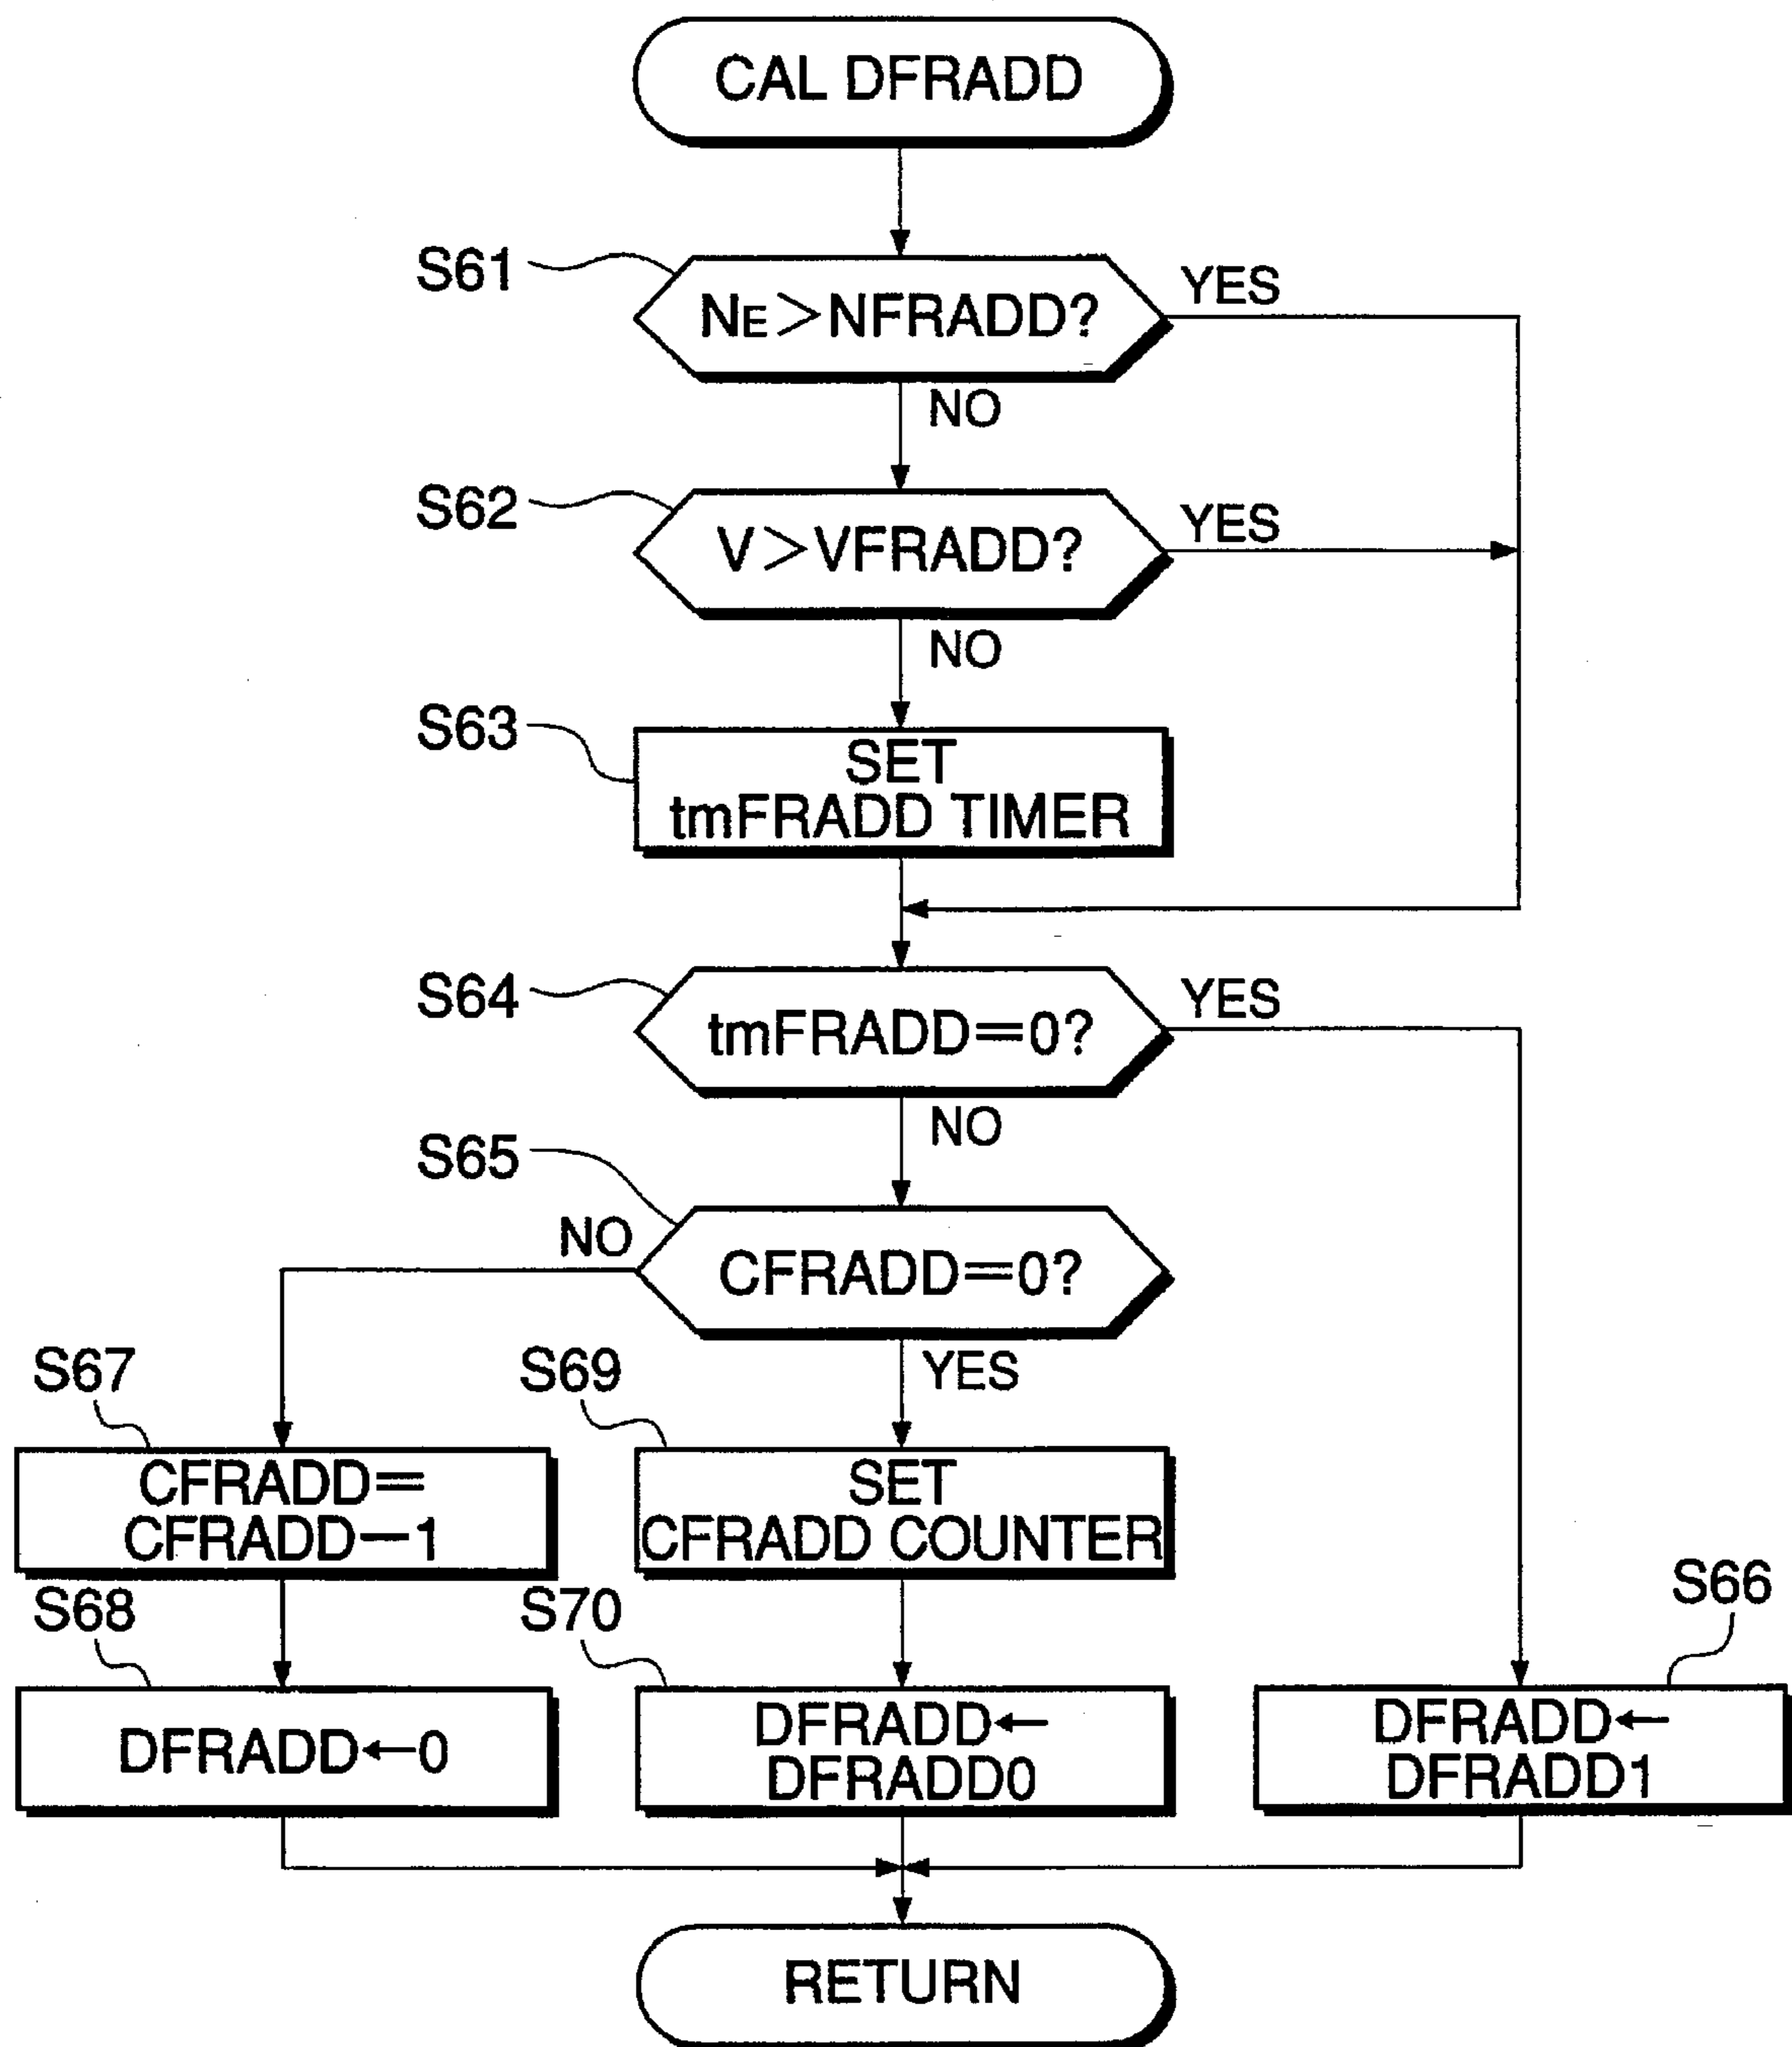 CAL DFRADD
S61
NE>NFRADD?
YES
NO
S62
V>VFRADD?
YES
NO
S63
SET
tmFRADD TIMER
S64
tmFRADD=0?
YES
NO
S65
NO
CFRADD=0?
YES
S67
CFRADD=
CFRADD−1
S69
SET
CFRADD COUNTER
S68
DFRADD←0
S70
DFRADD←
DFRADD0
S66
DFRADD←
DFRADD1
RETURN